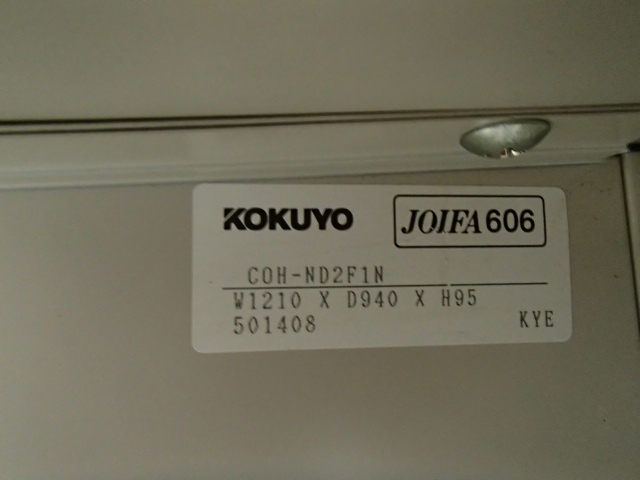 KOKUYO JOIFA606
COH-ND2F1N
W1210 X D940 X H95
501408 KYE